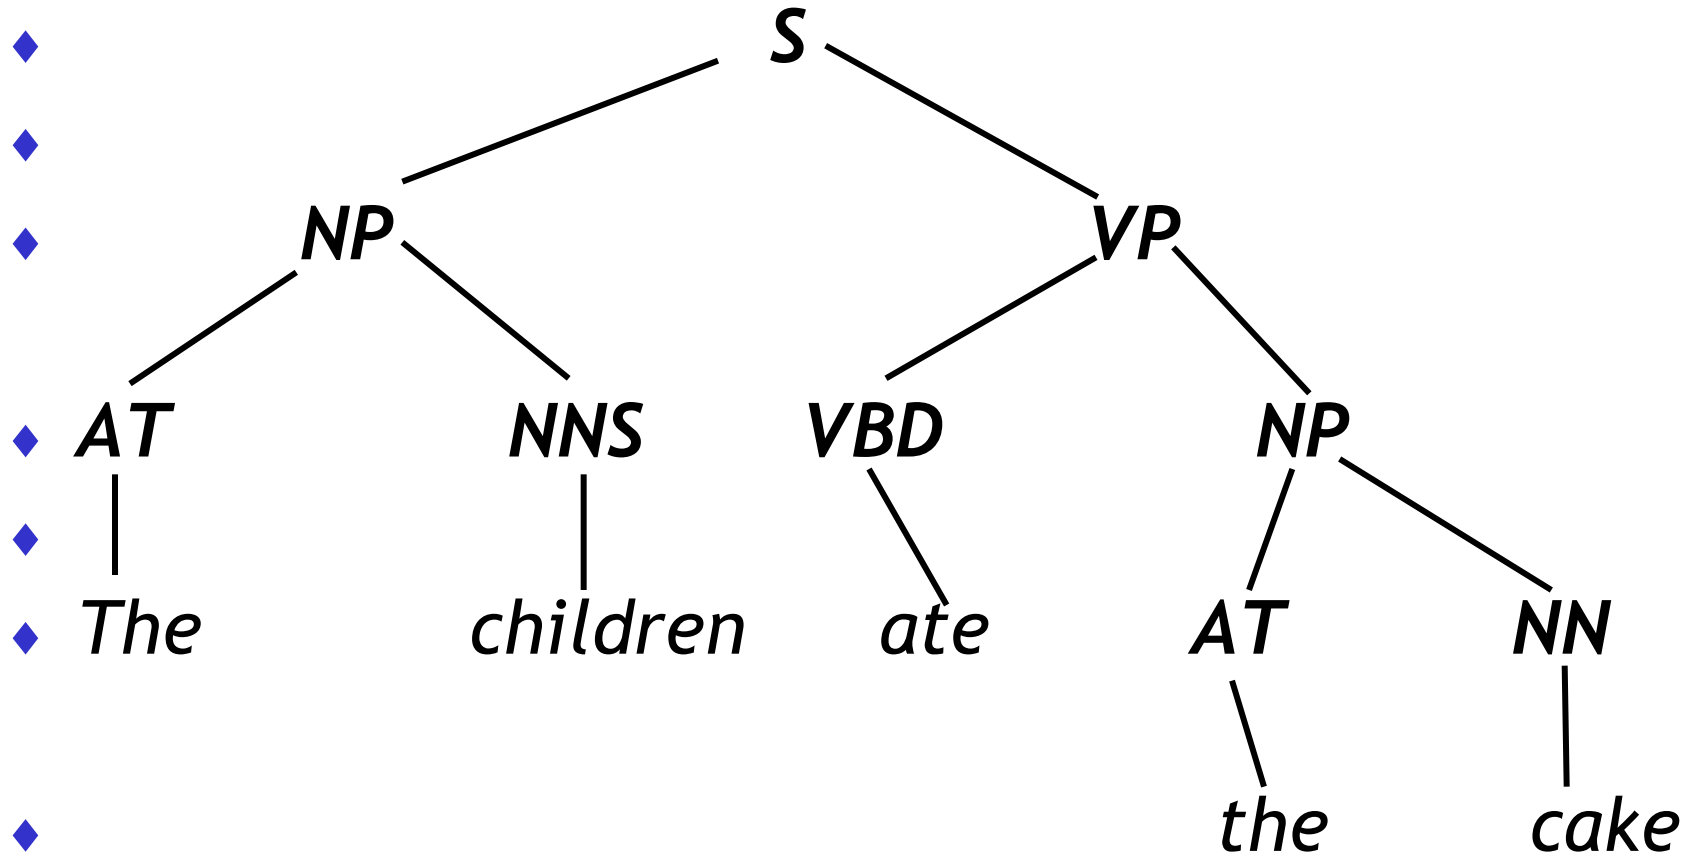 S
NP VP
AT NNS VBD NP
The children ate AT NN
the cake